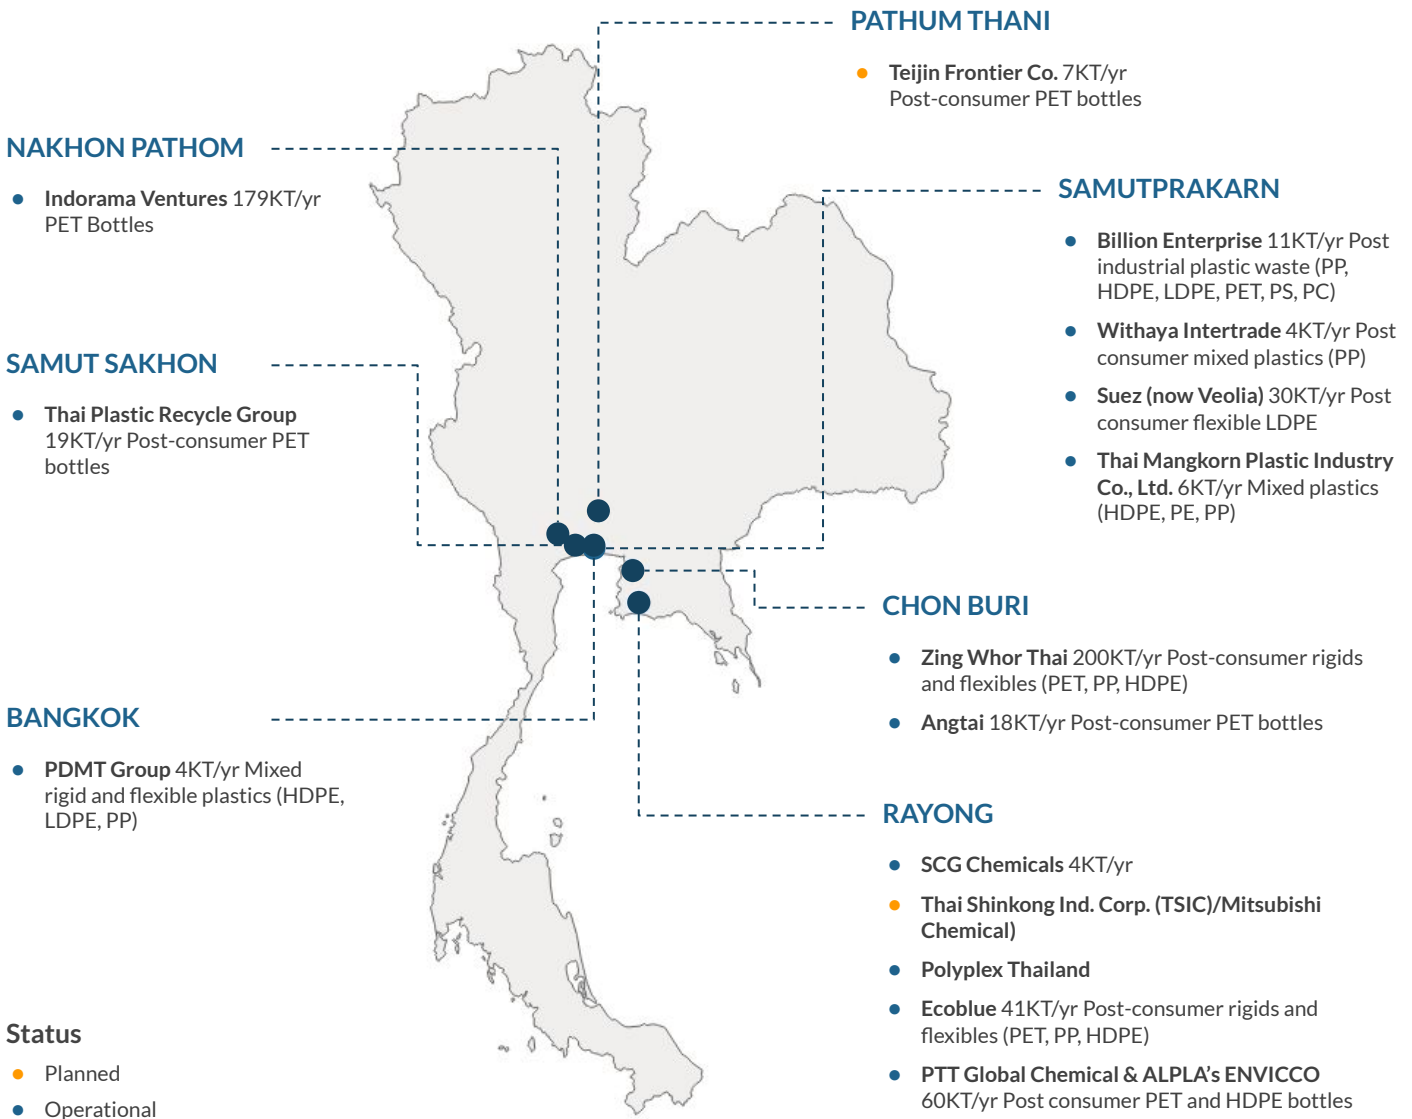 PATHUM THANI
Teijin Frontier Co. 7KT/yr
Post-consumer PET bottles
NAKHON PATHOM
Indorama Ventures 179KT/yr
PET Bottles
SAMUTPRAKARN
Billion Enterprise 11KT/yr Post
industrial plastic waste (PP,
HDPE, LDPE, PET, PS, PC)
Withaya Intertrade 4KT/yr Post
consumer mixed plastics (PP)
Suez (now Veolia) 30KT/yr Post
consumer flexible LDPE
Thai Mangkorn Plastic Industry
Co., Ltd. 6KT/yr Mixed plastics
(HDPE, PE, PP)
SAMUT SAKHON
Thai Plastic Recycle Group
19KT/yr Post-consumer PET
bottles
CHON BURI
Zing Whor Thai 200KT/yr Post-consumer rigids
and flexibles (PET, PP, HDPE)
Angtai 18KT/yr Post-consumer PET bottles
BANGKOK
PDMT Group 4KT/yr Mixed
rigid and flexible plastics (HDPE,
LDPE, PP)
RAYONG
SCG Chemicals 4KT/yr
Thai Shinkong Ind. Corp. (TSIC)/Mitsubishi
Chemical)
Polyplex Thailand
Ecoblue 41KT/yr Post-consumer rigids and
flexibles (PET, PP, HDPE)
PTT Global Chemical & ALPLA's ENVICCO
60KT/yr Post consumer PET and HDPE bottles
Status
Planned
Operational